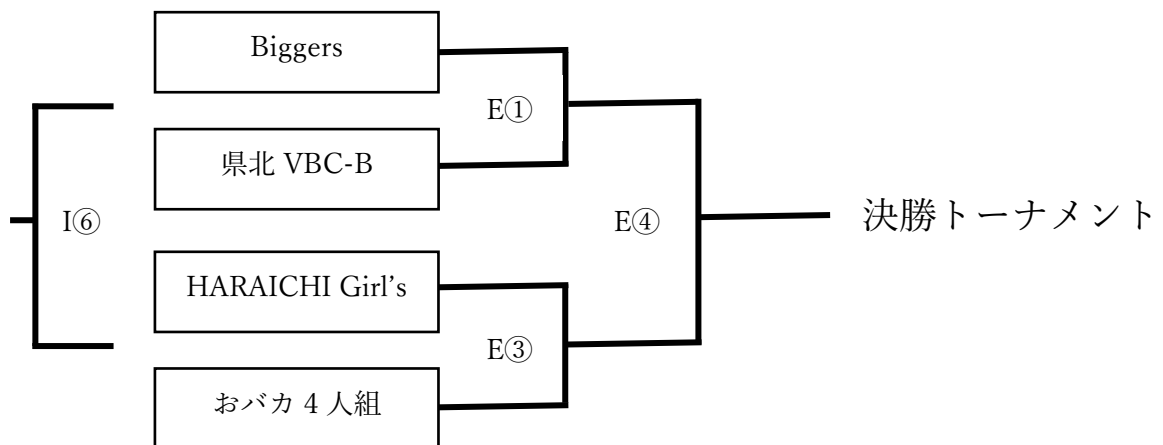 Biggers
E①
県北 VBC-B
I⑥
E④
決勝トーナメント
HARAICHI Girl’s
E③
おバカ 4 人組